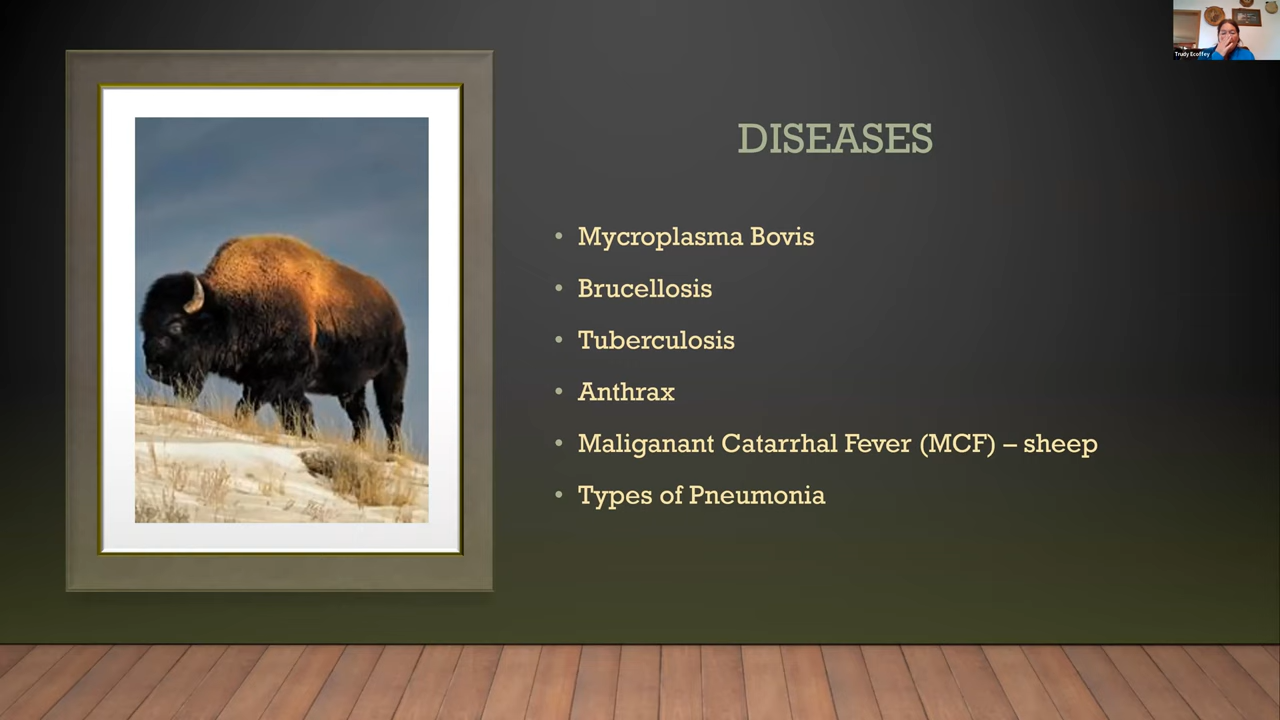 Trudy Ecoffey
DISEASES
• Mycroplasma Bovis
• Brucellosis
• Tuberculosis
• Anthrax
• Maliganant Catarrhal Fever (MCF) – sheep
• Types of Pneumonia